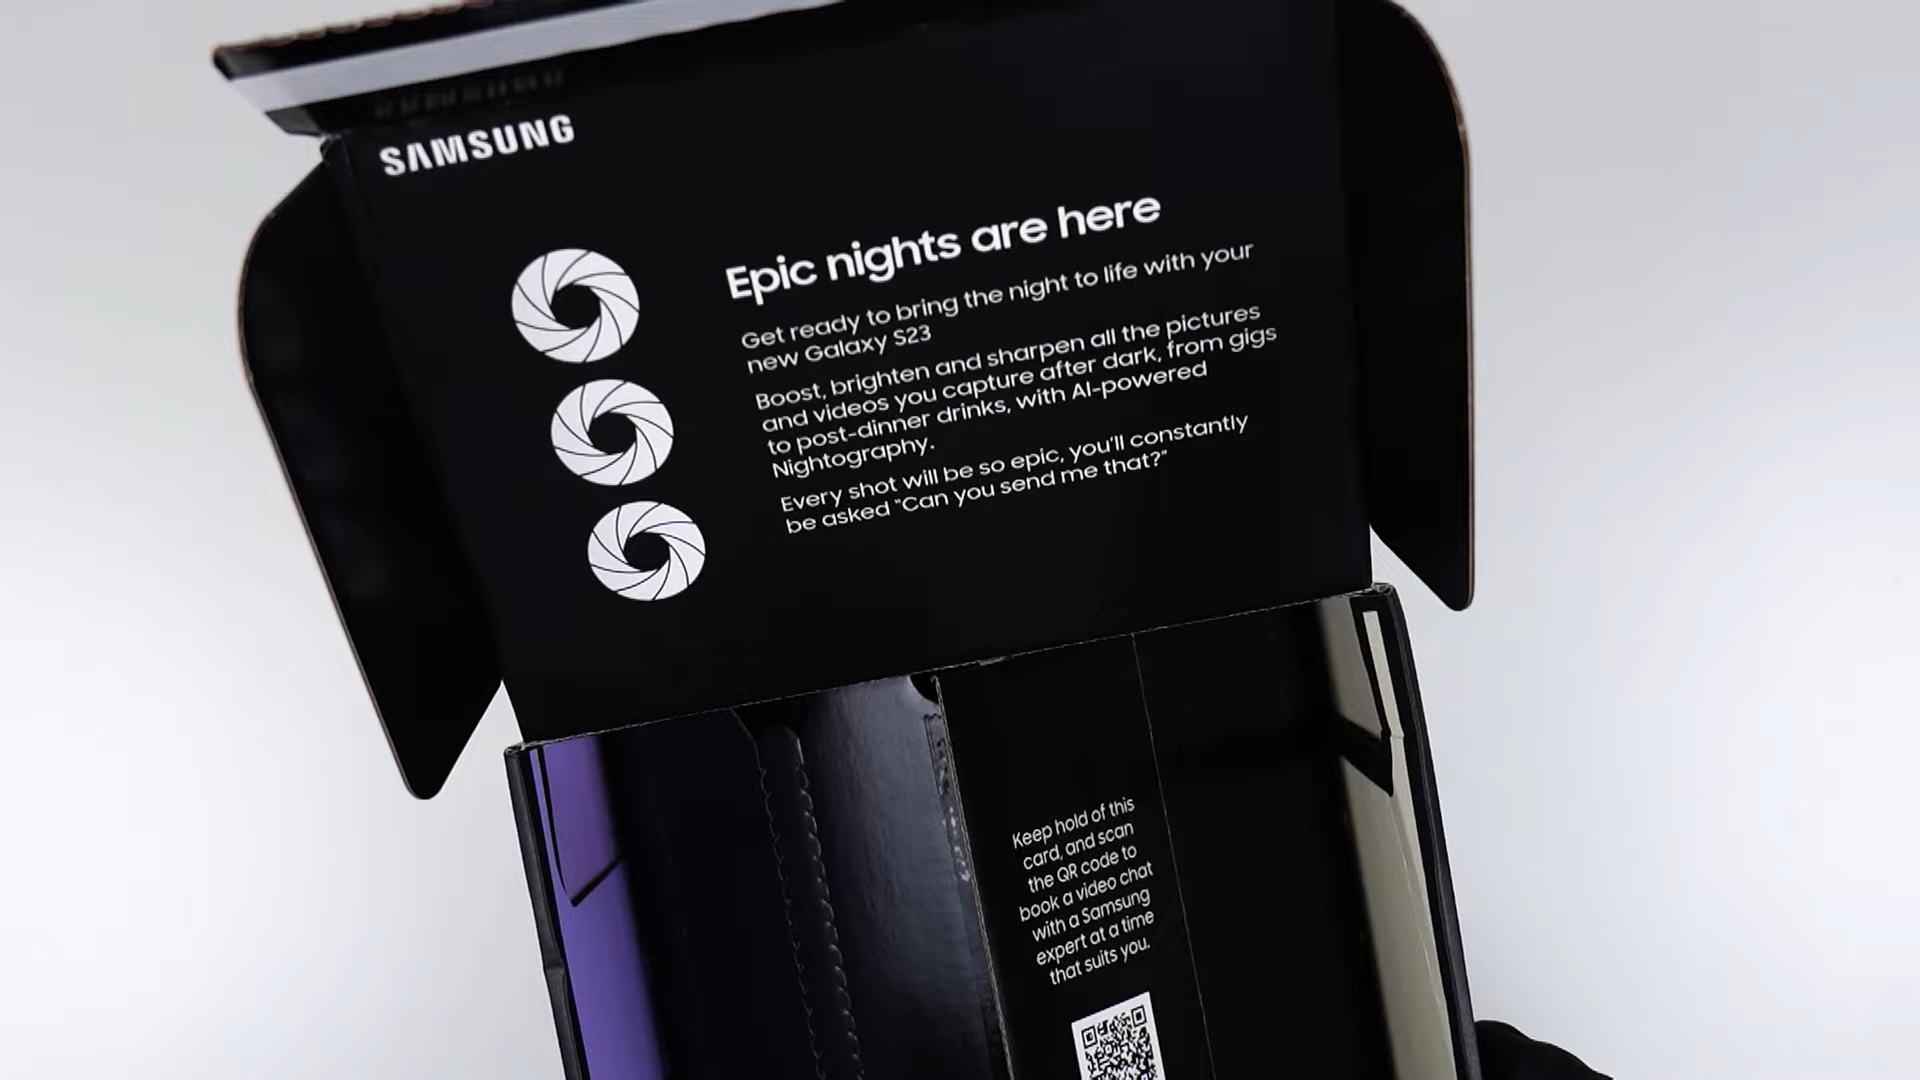 SAMSUNG
Epic nights are here
Get ready to bring the night to life with your
new Galaxy S23
Boost, brighten and sharpen all the pictures
and videos you capture after dark, from gigs
to post-dinner drinks, with AI-powered
Nightography.
Every shot will be so epic, you'll constantly
be asked "Can you send me that?"
Keep hold of this
card, and scan
the QR code to
book a video chat
with a Samsung
expert at a time
that suits you.